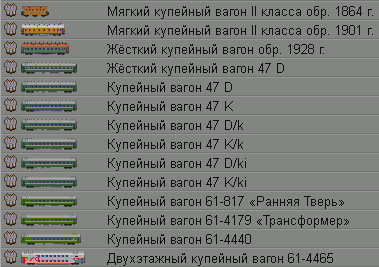 Мягкий купейный вагон II класса обр. 1864 г.
Мягкий купейный вагон II класса обр. 1901 г.
Жёсткий купейный вагон обр. 1928 г.
Жёсткий купейный вагон 47 D
Купейный вагон 47 D
Купейный вагон 47 K
Купейный вагон 47 D/k
Купейный вагон 47 K/k
Купейный вагон 47 D/ki
Купейный вагон 47 K/ki
Купейный вагон 61-817 «Ранняя Тверь»
Купейный вагон 61-4179 «Трансформер»
Купейный вагон 61-4440
Двухэтажный купейный вагон 61-4465